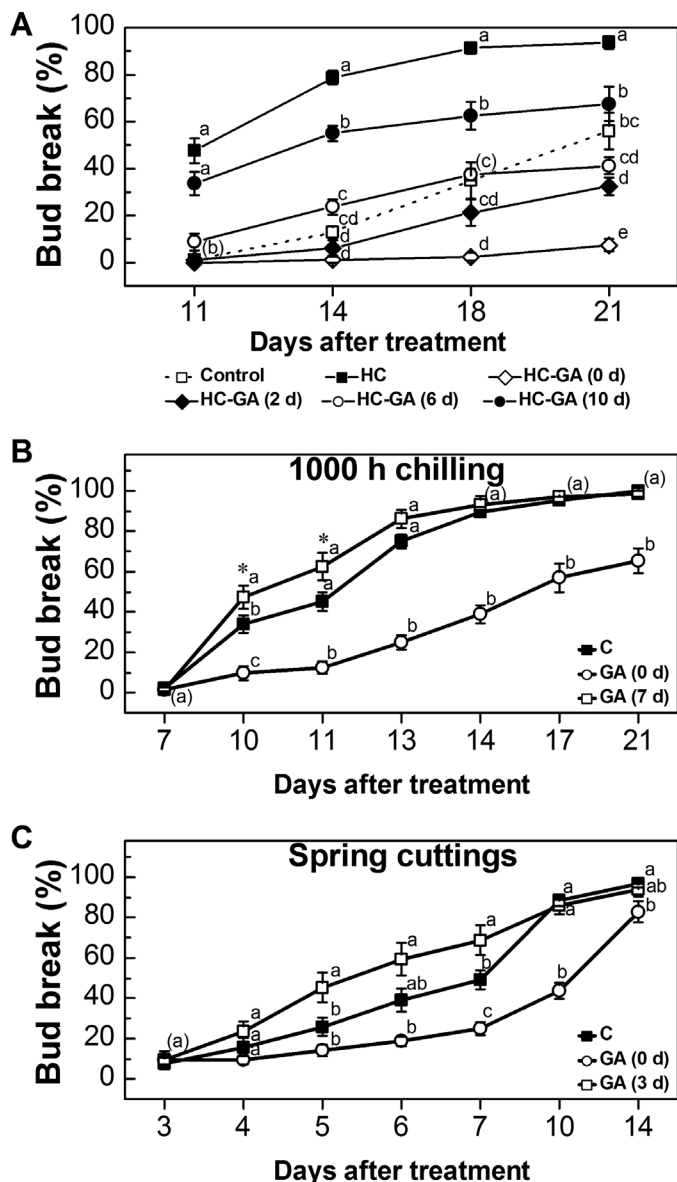 A
Bud break (%)
100
80
60
40
20
0
a
a
a
a
a
b
b
b
bc
c
(c)
cd
cd
cd
d
(b)
d
d
d
e
11
14
18
21
Days after treatment
Control
HC
HC-GA (0 d)
HC-GA (2 d)
HC-GA (6 d)
HC-GA (10 d)
B
1000 h chilling
Bud break (%)
100
80
60
40
20
0
(a)
* a
b
c
* a
a
b
a
a
b
(a)
b
(a)
b
(a)
b
C
GA (0 d)
GA (7 d)
7
10
11
13
14
17
21
Days after treatment
C
Spring cuttings
Bud break (%)
100
80
60
40
20
0
(a)
a
a
a
a
b
b
a
ab
b
a
b
c
a
a
b
a
ab
b
C
GA (0 d)
GA (3 d)
3
4
5
6
7
10
14
Days after treatment